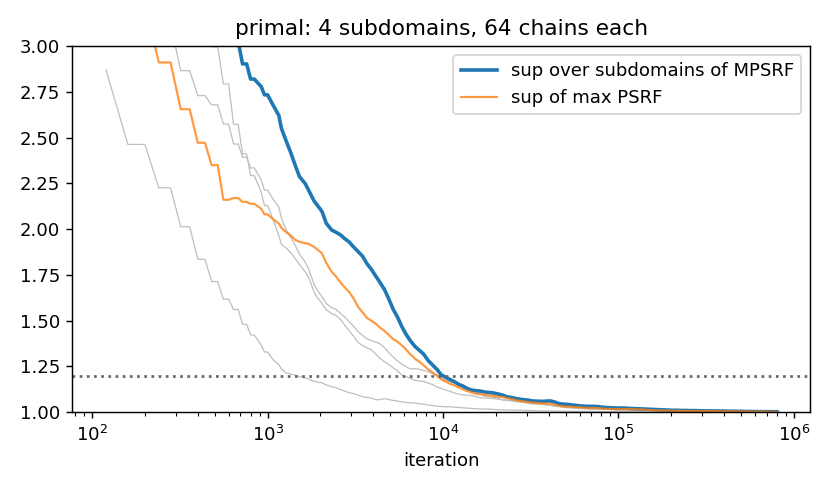 primal: 4 subdomains, 64 chains each
3.00
2.75
2.50
2.25
2.00
1.75
1.50
1.25
1.00
sup over subdomains of MPSRF
sup of max PSRF
10² 10³ 10⁴ 10⁵ 10⁶
iteration